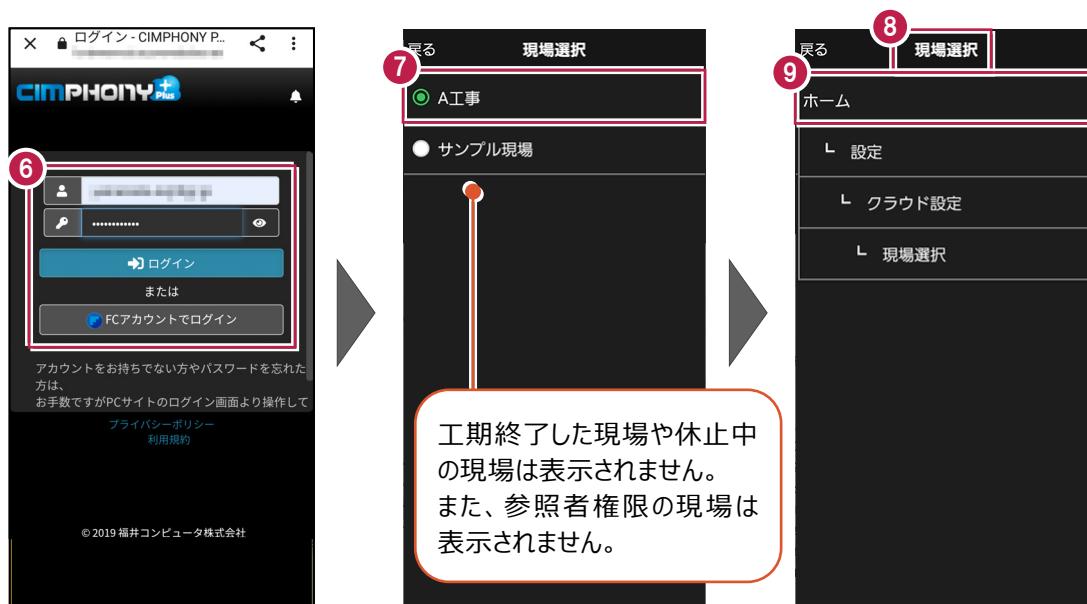 ログイン - CIMPHONY P...
CIMPHONY Plus
6
............
ログイン
または
FCアカウントでログイン
アカウントをお持ちでない方やパスワードを忘れた
方は、
お手数ですがPCサイトのログイン画面より操作して
プライバシーポリシー
利用規約
© 2019 福井コンピュータ株式会社
戻る
現場選択
7
A工事
サンプル現場
工期終了した現場や休止中
の現場は表示されません。
また、参照者権限の現場は
表示されません。
8
戻る
現場選択
9
ホーム
┗ 設定
┗ クラウド設定
┗ 現場選択